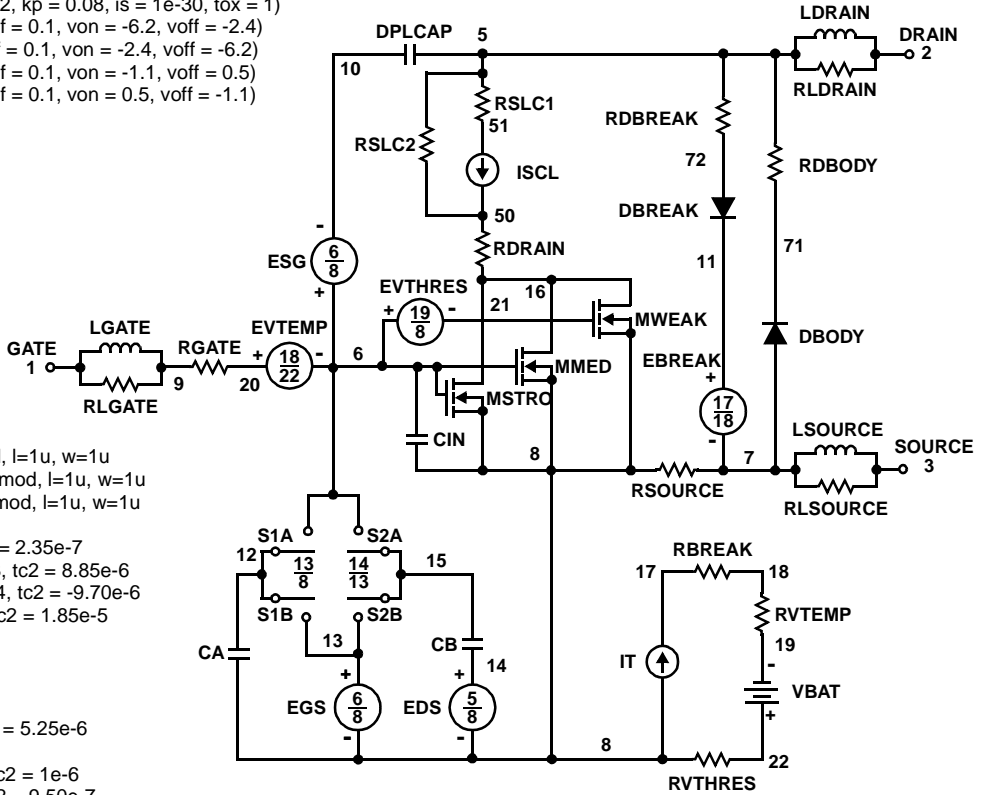 2, kp = 0.08, is = 1e-30, tox = 1)
f = 0.1, von = -6.2, voff = -2.4)
f = 0.1, von = -2.4, voff = -6.2)
f = 0.1, von = -1.1, voff = 0.5)
f = 0.1, von = 0.5, voff = -1.1)
LDRAIN
DPLCAP 5 DRAIN
10 2
RLDRAIN
RSLC1
51
RDBREAK
RSLC2
72
RDBODY
ISCL
DBREAK
50
RDRAIN
71
- 
ESG 6/8
+
11
EVTHRES
16
+ 19/8 - 21
MWEAK
LGATE EVTEMP
GATE RGATE
1 9 20 + 18/22 - 6
EBREAK
DBODY
MMED
+
RLGATE
MSTRO
17/18
-
CIN
LSOURCE
8 7 SOURCE
3
RSOURCE
RLSOURCE
, l=1u, w=1u
mod, l=1u, w=1u
mod, l=1u, w=1u
= 2.35e-7
, tc2 = 8.85e-6
4, tc2 = -9.70e-6
tc2 = 1.85e-5
= 5.25e-6
tc2 = 1e-6
S1A S2A
12 13/8 14/13 15
S1B S2B
13
CA CB
14
+ +
EGS 6/8 EDS 5/8
- -
RBREAK
17 18
RVTEMP
19
IT
-
VBAT
+
8
22
RVTHRES